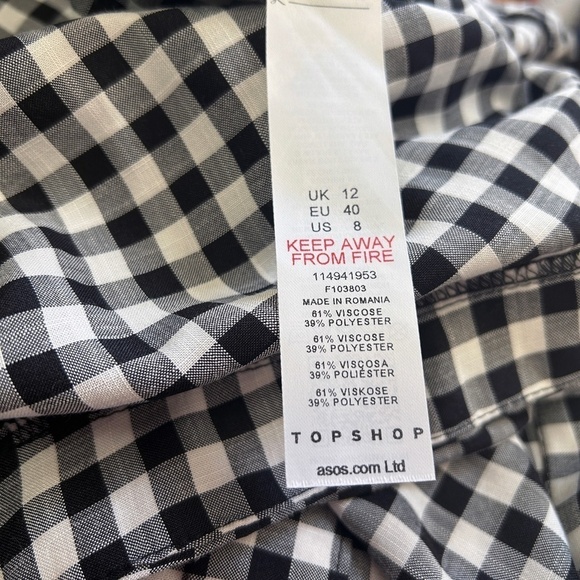 UK 12
EU 40
US 8
KEEP AWAY
FROM FIRE
114941953
F103803
MADE IN ROMANIA
61% VISCOSE
39% POLYESTER
61% VISCOSE
39% POLYESTER
61% VISCOSA
39% POLIÉSTER
61% VISKOSE
39% POLYESTER
TOPSHOP
asos.com Ltd